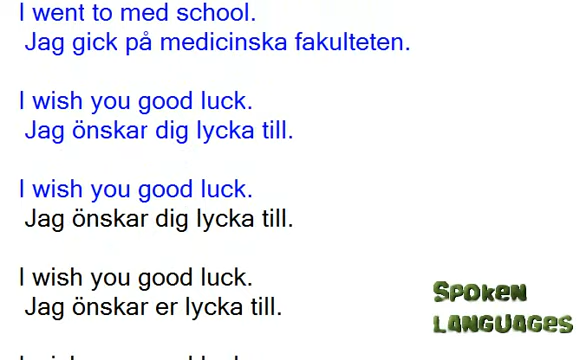 I went to med school.
Jag gick på medicinska fakulteten.
I wish you good luck.
Jag önskar dig lycka till.
I wish you good luck.
Jag önskar dig lycka till.
I wish you good luck.
Jag önskar er lycka till.
Spoken
Languages